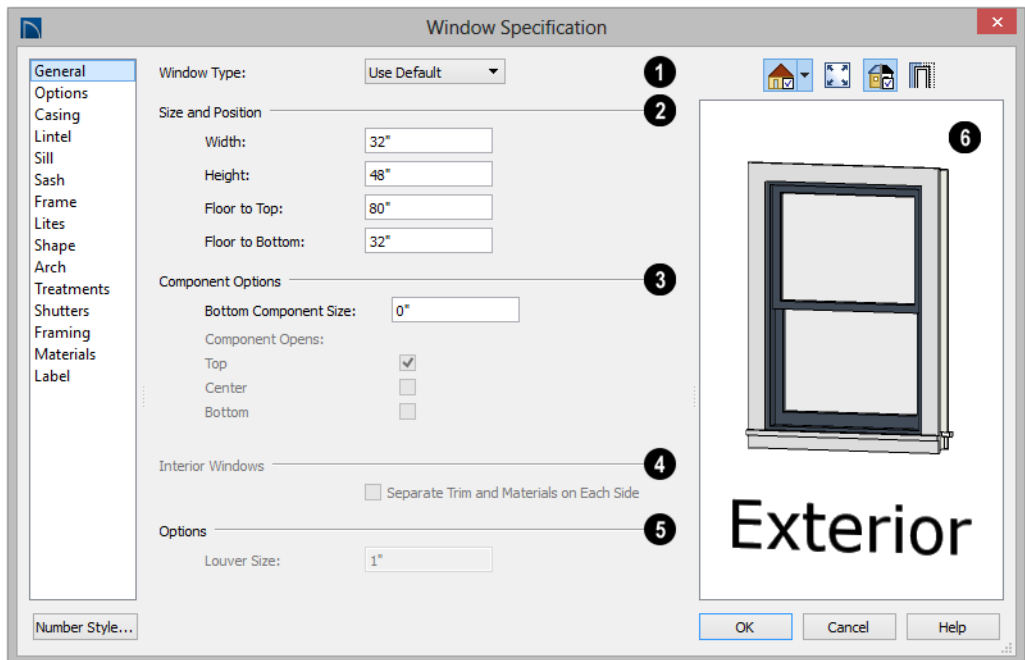 Window Specification
General
Options
Casing
Lintel
Sill
Sash
Frame
Lites
Shape
Arch
Treatments
Shutters
Framing
Materials
Label
Number Style...
Window Type: Use Default 1
Size and Position 2
Width: 32"
Height: 48"
Floor to Top: 80"
Floor to Bottom: 32"
Component Options 3
Bottom Component Size: 0"
Component Opens:
Top
Center
Bottom
Interior Windows 4
Separate Trim and Materials on Each Side
Options 5
Louver Size: 1"
6
Exterior
OK Cancel Help